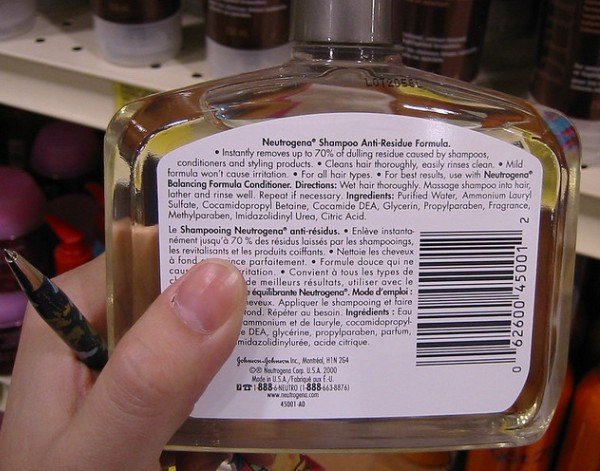 LOT2056
Neutrogena® Shampoo Anti-Residue Formula.
• Instantly removes up to 70% of dulling residue caused by shampoos,
conditioners and styling products. • Cleans hair thoroughly, easily rinses clean. • Mild
formula won't cause irritation. • For all hair types. • For best results, use with Neutrogena®
Balancing Formula Conditioner. Directions: Wet hair thoroughly. Massage shampoo into hair,
lather and rinse well. Repeat if necessary. Ingredients: Purified Water, Ammonium Lauryl
Sulfate, Cocamidopropyl Betaine, Cocamide DEA, Glycerin, Propylparaben, Fragrance,
Methylparaben, Imidazolidinyl Urea, Citric Acid.
Le Shampooing Neutrogena® anti-résidus. • Enlève instanta-
nément jusqu'à 70 % des résidus laissés par les shampooings,
les revitalisants et les produits coiffants. • Nettoie les cheveux
à fond parfaitement. • Formule douce qui ne
irritation. • Convient à tous les types de
de meilleurs résultats, utiliser avec le
équilibrante Neutrogena®. Mode d'emploi :
Appliquer le shampooing et faire
Répéter au besoin. Ingrédients : Eau
ammonium et de lauryle, cocamidopropyl-
DEA, glycérine, propylparaben, parfum,
imidazolidinylurée, acide citrique.
Johnson & Johnson Inc., Montréal, H1N 2G4
©® Neutrogena Corp. U.S.A. 2000
Made in U.S.A./Fabriqué aux É.-U.
1-888-6-NEUTRO (1-888-663-8876)
www.neutrogena.com
45001-A0
0 62600 45001 2